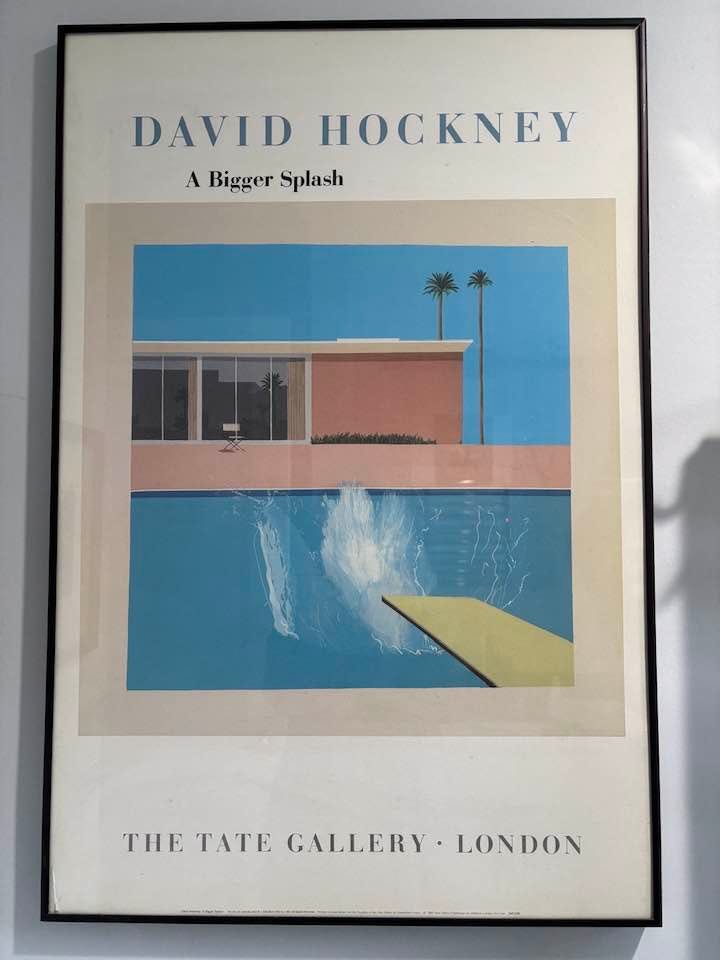 DAVID HOCKNEY
A Bigger Splash
THE TATE GALLERY · LONDON